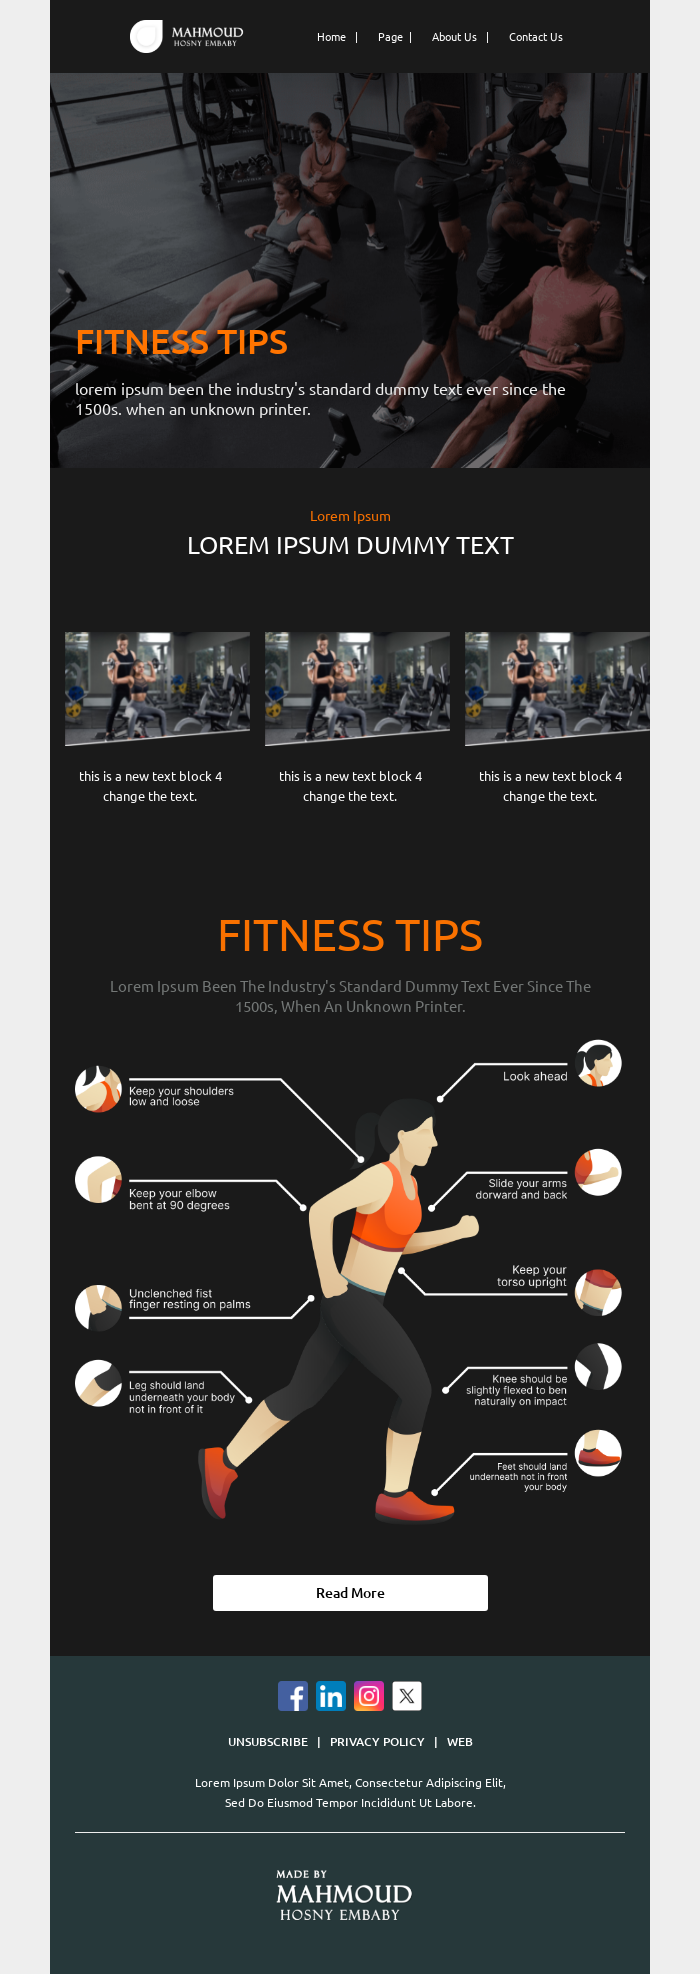 MAHMOUD
HOSNY EMBABY
Home | Page | About Us | Contact Us
FITNESS TIPS
lorem ipsum been the industry's standard dummy text ever since the
1500s. when an unknown printer.
Lorem Ipsum
LOREM IPSUM DUMMY TEXT
this is a new text block 4
change the text.
this is a new text block 4
change the text.
this is a new text block 4
change the text.
FITNESS TIPS
Lorem Ipsum Been The Industry's Standard Dummy Text Ever Since The
1500s, When An Unknown Printer.
Keep your shoulders
low and loose
Look ahead
Keep your elbow
bent at 90 degrees
Slide your arms
dorward and back
Unclenched fist
finger resting on palms
Keep your
torso upright
Leg should land
underneath your body
not in front of it
Knee should be
slightly flexed to ben
naturally on impact
Feet should land
underneath not in front
your body
Read More
UNSUBSCRIBE | PRIVACY POLICY | WEB
Lorem Ipsum Dolor Sit Amet, Consectetur Adipiscing Elit,
Sed Do Eiusmod Tempor Incididunt Ut Labore.
MADE BY
MAHMOUD
HOSNY EMBABY